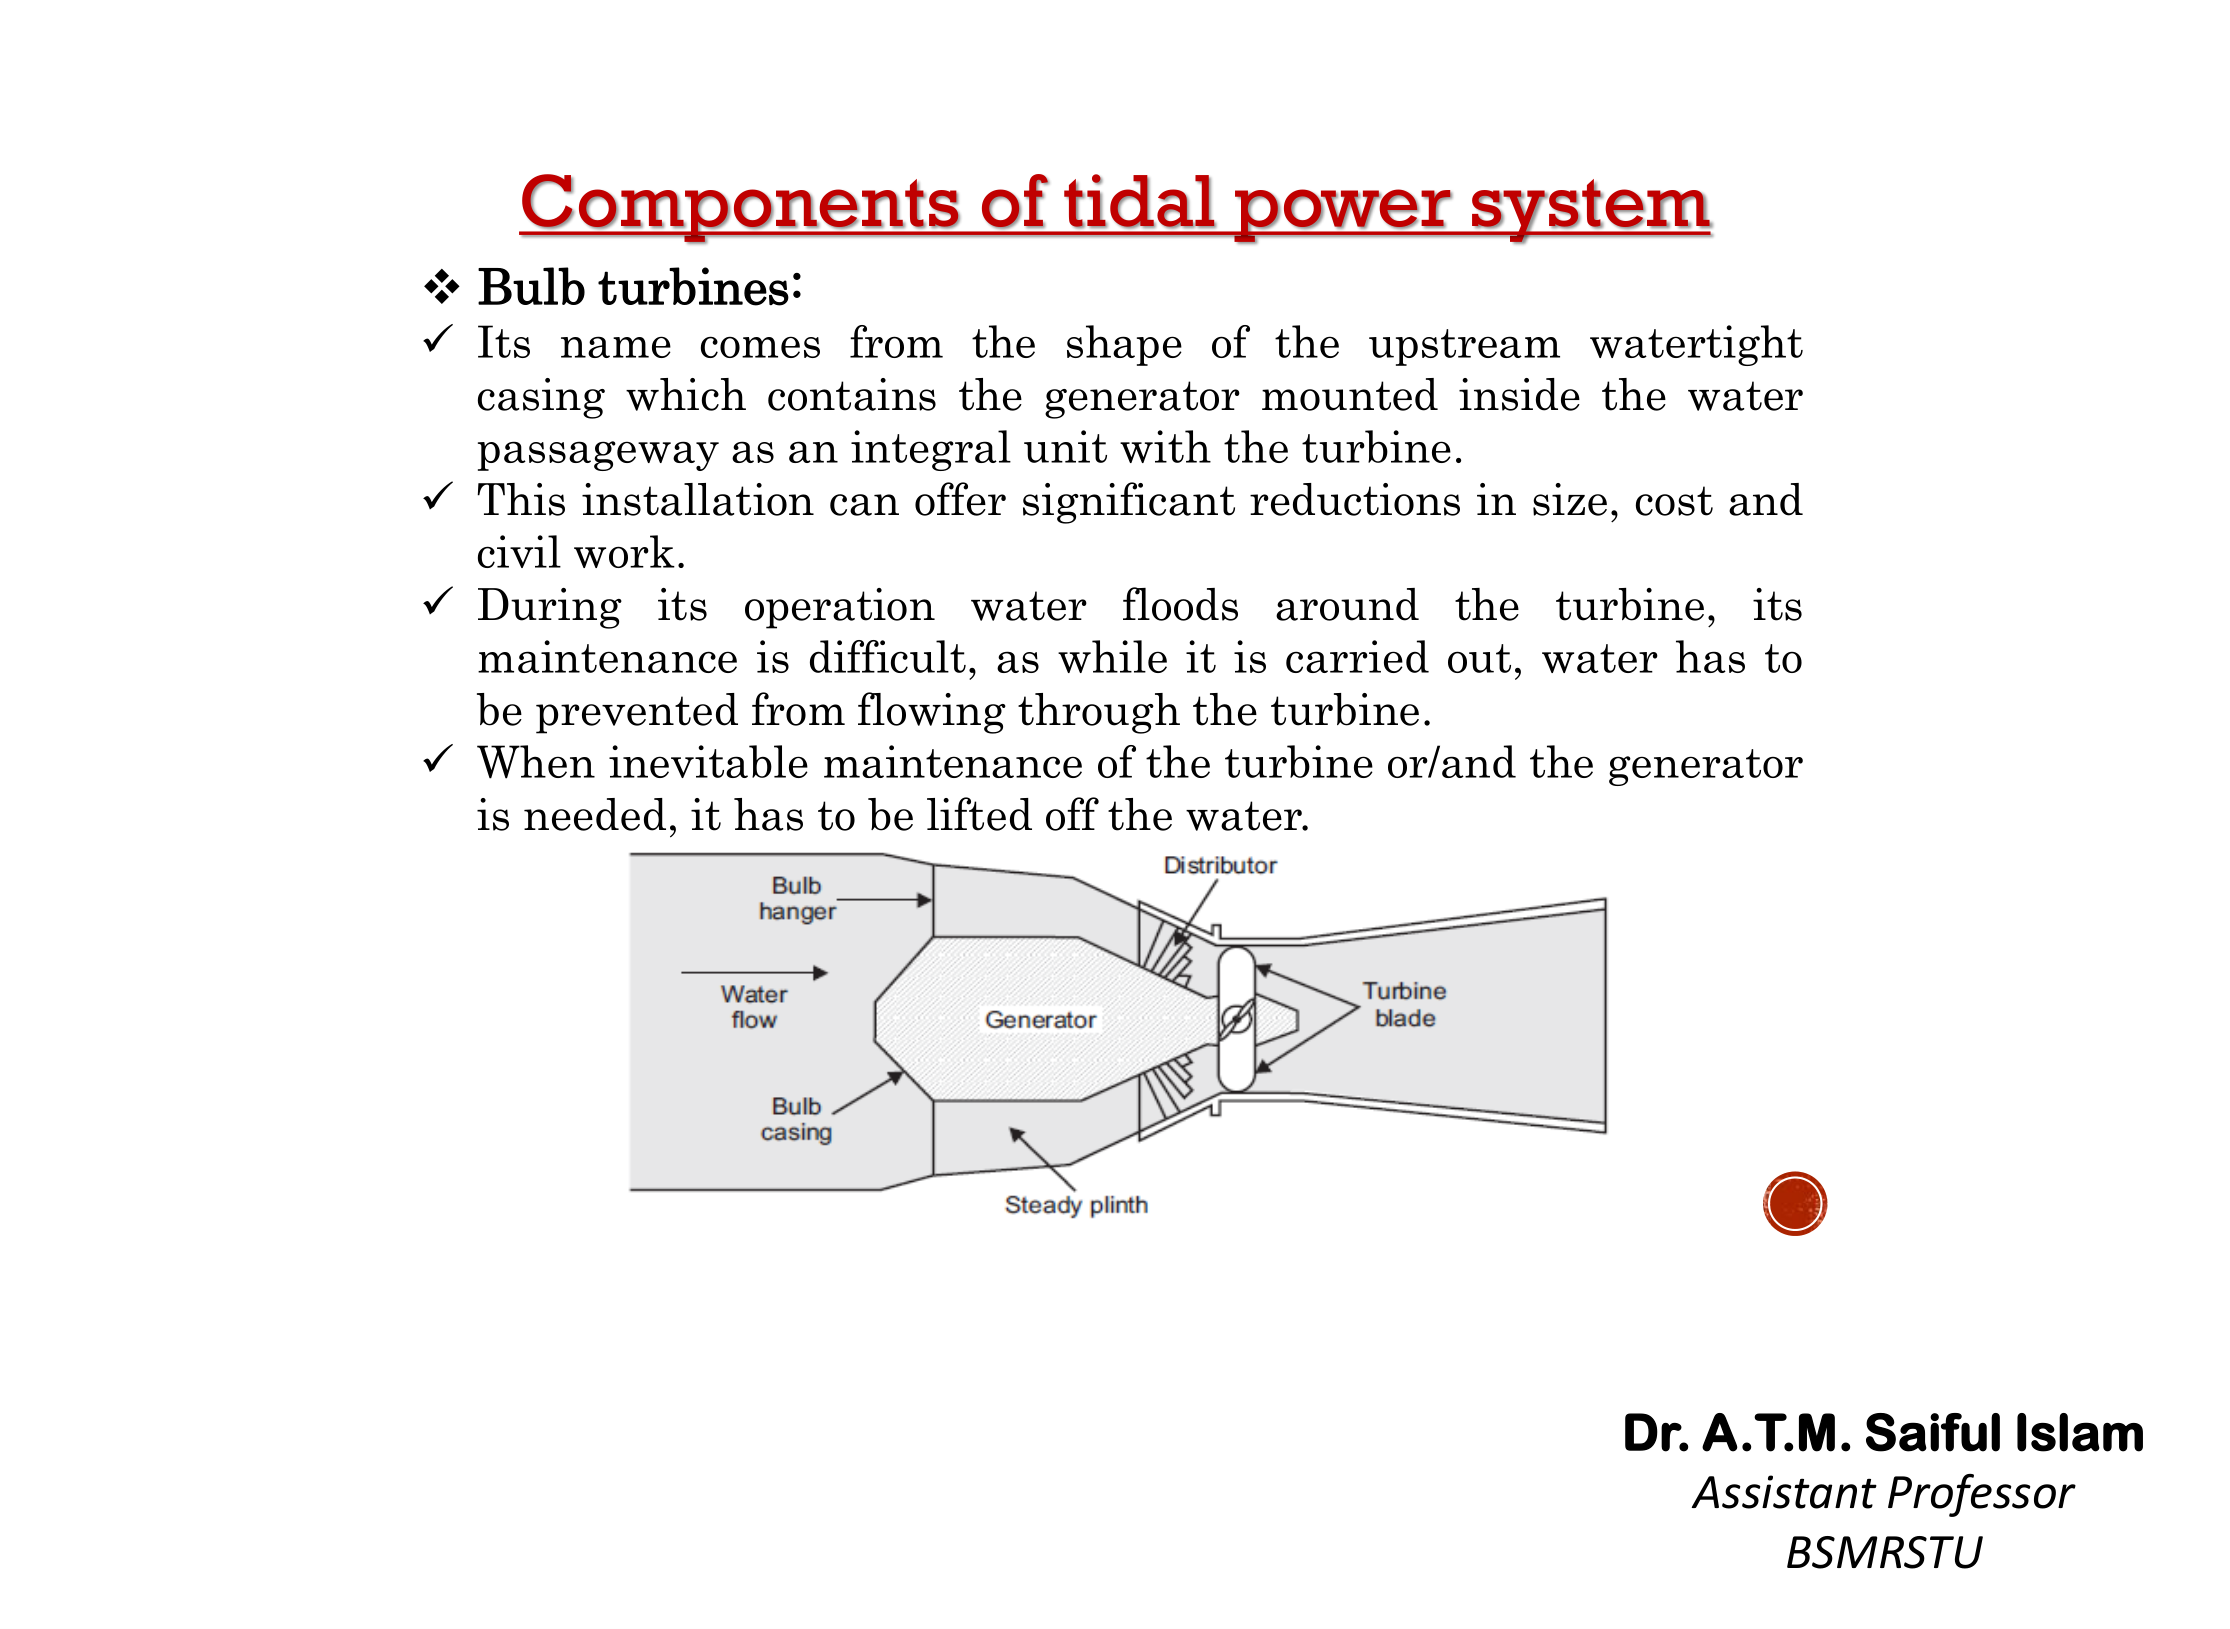 Components of tidal power system
❖ Bulb turbines:
✓ Its name comes from the shape of the upstream watertight
casing which contains the generator mounted inside the water
passageway as an integral unit with the turbine.
✓ This installation can offer significant reductions in size, cost and
civil work.
✓ During its operation water floods around the turbine, its
maintenance is difficult, as while it is carried out, water has to
be prevented from flowing through the turbine.
✓ When inevitable maintenance of the turbine or/and the generator
is needed, it has to be lifted off the water.
Distributor
Bulb
hanger
Water
flow
Generator
Turbine
blade
Bulb
casing
Steady plinth
Dr. A.T.M. Saiful Islam
Assistant Professor
BSMRSTU